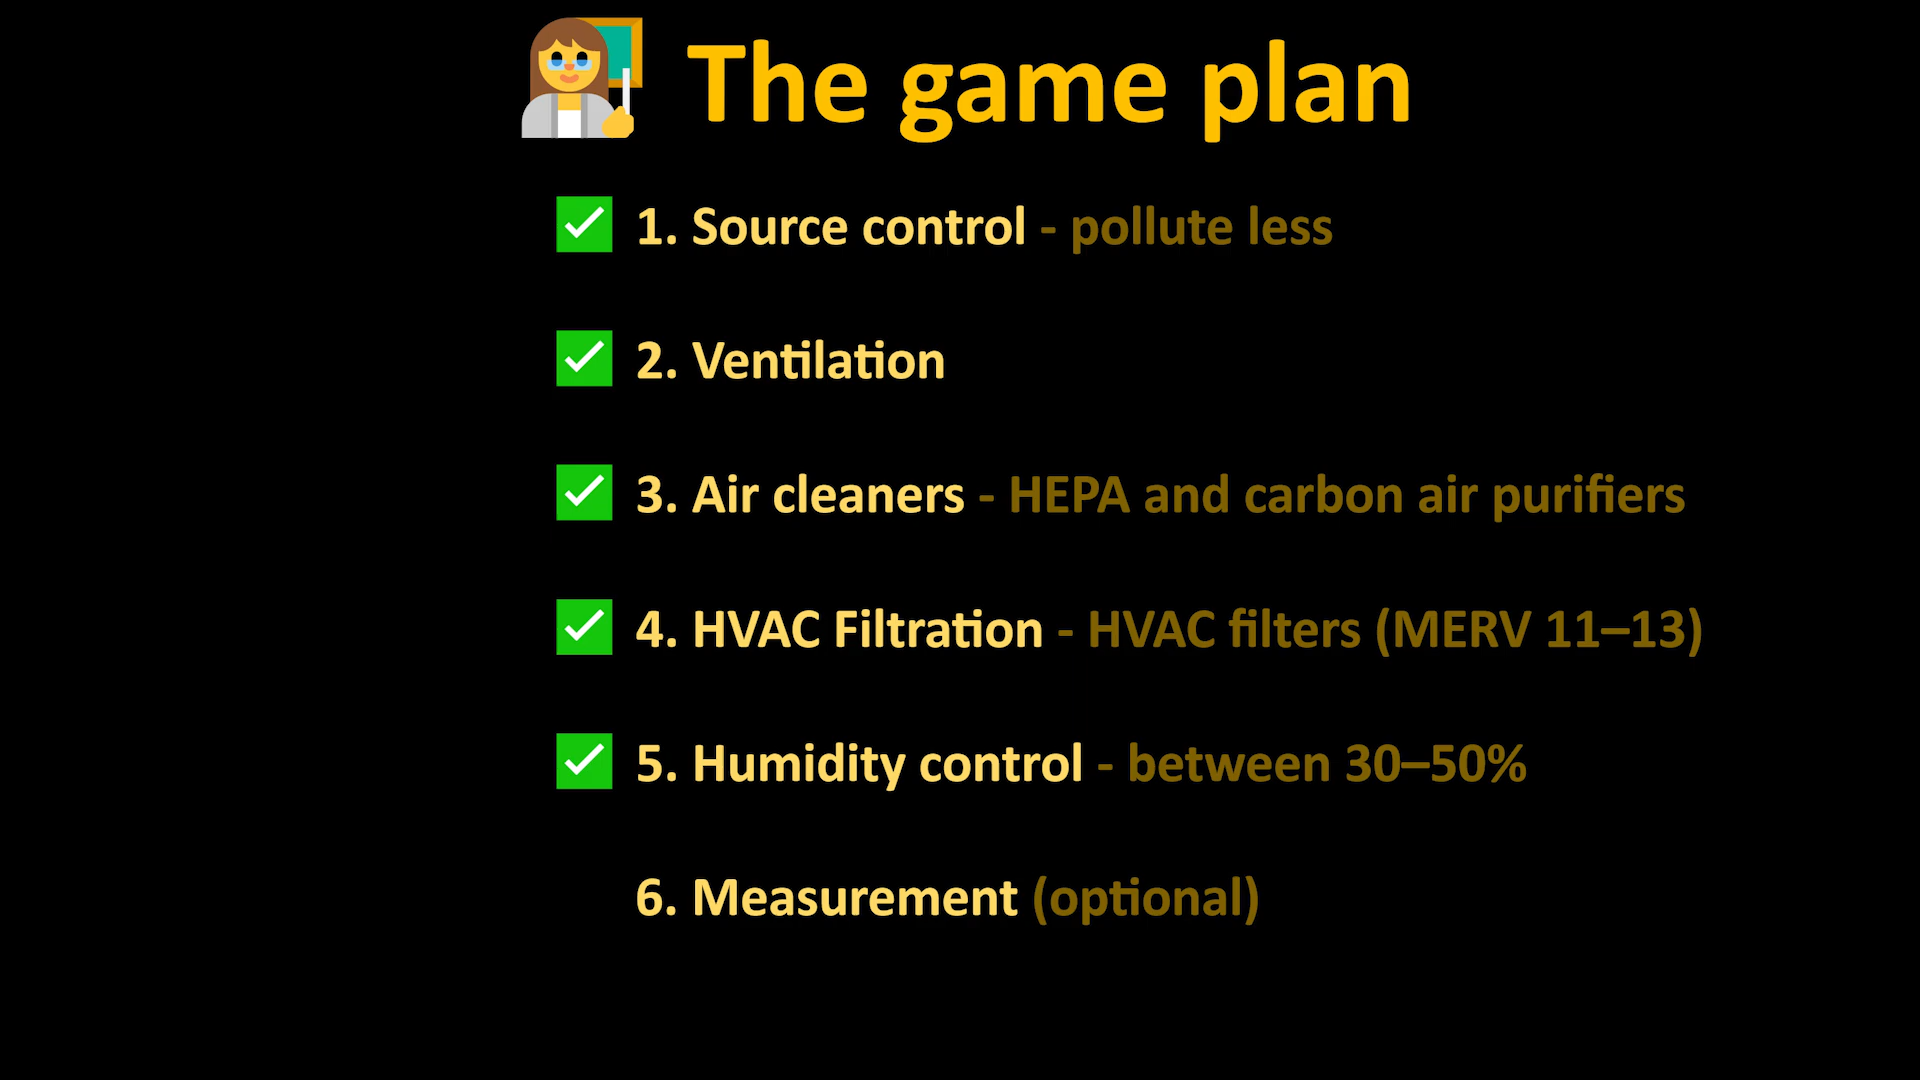 The game plan
1. Source control - pollute less
2. Ventilation
3. Air cleaners - HEPA and carbon air purifiers
4. HVAC Filtration - HVAC filters (MERV 11–13)
5. Humidity control - between 30–50%
6. Measurement (optional)